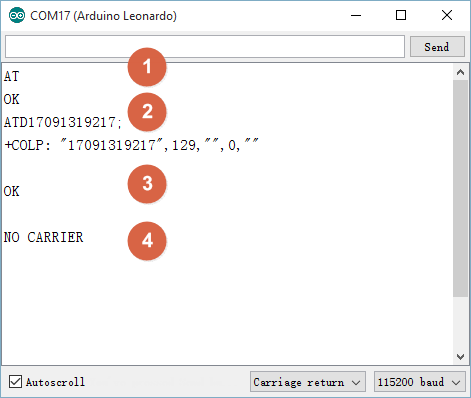 COM17 (Arduino Leonardo)
Send
1
AT
OK
2
ATD17091319217;
+COLP: "17091319217",129,"",0,""
3
OK
NO CARRIER
4
Autoscroll
Carriage return
115200 baud